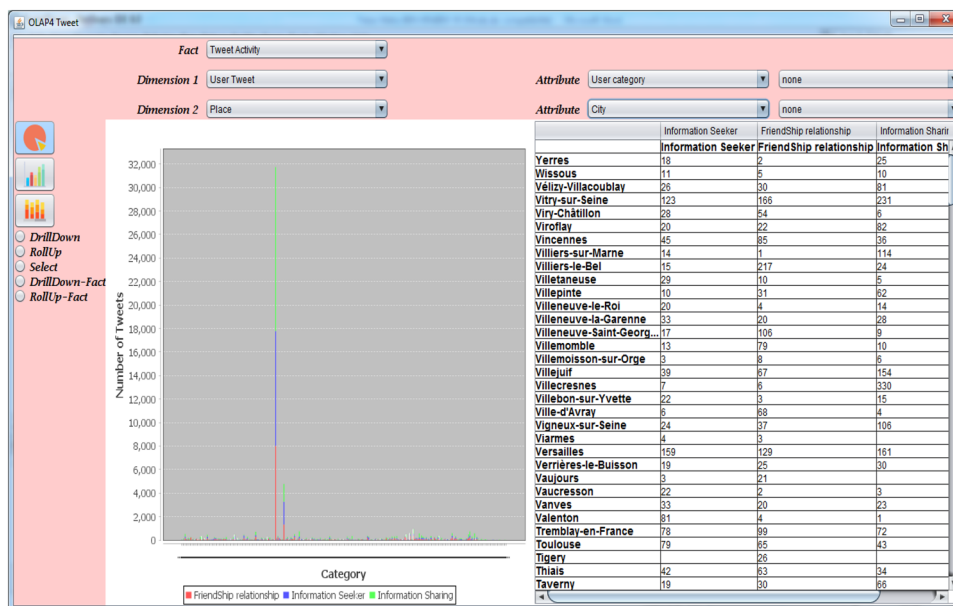 OLAP4 Tweet
Fact Tweet Activity
Dimension 1 User Tweet Attribute User category none
Dimension 2 Place Attribute City none
DrillDown
RollUp
Select
DrillDown-Fact
RollUp-Fact
Number of Tweets
32,000
30,000
28,000
26,000
24,000
22,000
20,000
18,000
16,000
14,000
12,000
10,000
8,000
6,000
4,000
2,000
0
Category
FriendShip relationship Information Seeker Information Sharing
Information Seeker FriendShip relationship Information Sharin
Information Seeker FriendShip relationship Information Sh
Yerres 18 2 25
Wissous 11 5 10
Vélizy-Villacoublay 26 30 81
Vitry-sur-Seine 123 166 231
Viry-Châtillon 28 54 6
Viroflay 20 22 82
Vincennes 45 85 36
Villiers-sur-Marne 14 1 114
Villiers-le-Bel 15 217 24
Villetaneuse 29 10 5
Villepinte 10 31 62
Villeneuve-le-Roi 20 4 14
Villeneuve-la-Garenne 33 20 28
Villeneuve-Saint-Georg... 17 106 9
Villemomble 13 79 10
Villemoisson-sur-Orge 3 8 6
Villejuif 39 67 154
Villecresnes 7 6 330
Villebon-sur-Yvette 22 3 15
Ville-d'Avray 6 68 4
Vigneux-sur-Seine 24 37 106
Viarmes 4 3
Versailles 159 129 161
Verrières-le-Buisson 19 25 30
Vaujours 3 21
Vaucresson 22 2 3
Vanves 33 20 23
Valenton 81 4 1
Tremblay-en-France 78 99 72
Toulouse 79 65 43
Tigery 26
Thiais 42 63 34
Taverny 19 30 66